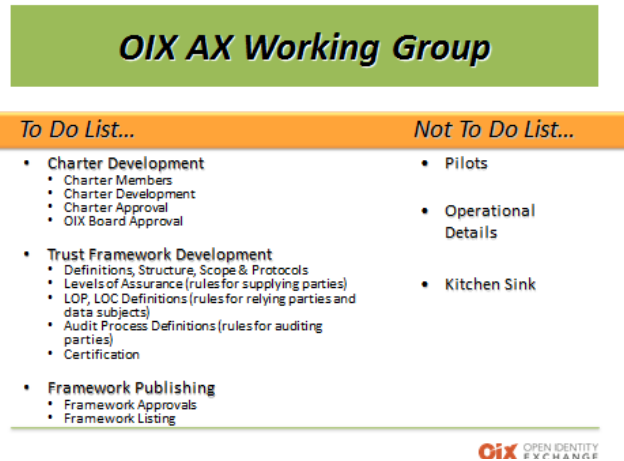 OIX AX Working Group
To Do List...
Not To Do List...
• Charter Development
• Charter Members
• Charter Development
• Charter Approval
• OIX Board Approval
• Trust Framework Development
• Definitions, Structure, Scope & Protocols
• Levels of Assurance (rules for supplying parties)
• LOP, LOC Definitions (rules for relying parties and
data subjects)
• Audit Process Definitions (rules for auditing
parties)
• Certification
• Framework Publishing
• Framework Approvals
• Framework Listing
• Pilots
• Operational
Details
• Kitchen Sink
OiX OPEN IDENTITY
EXCHANGE